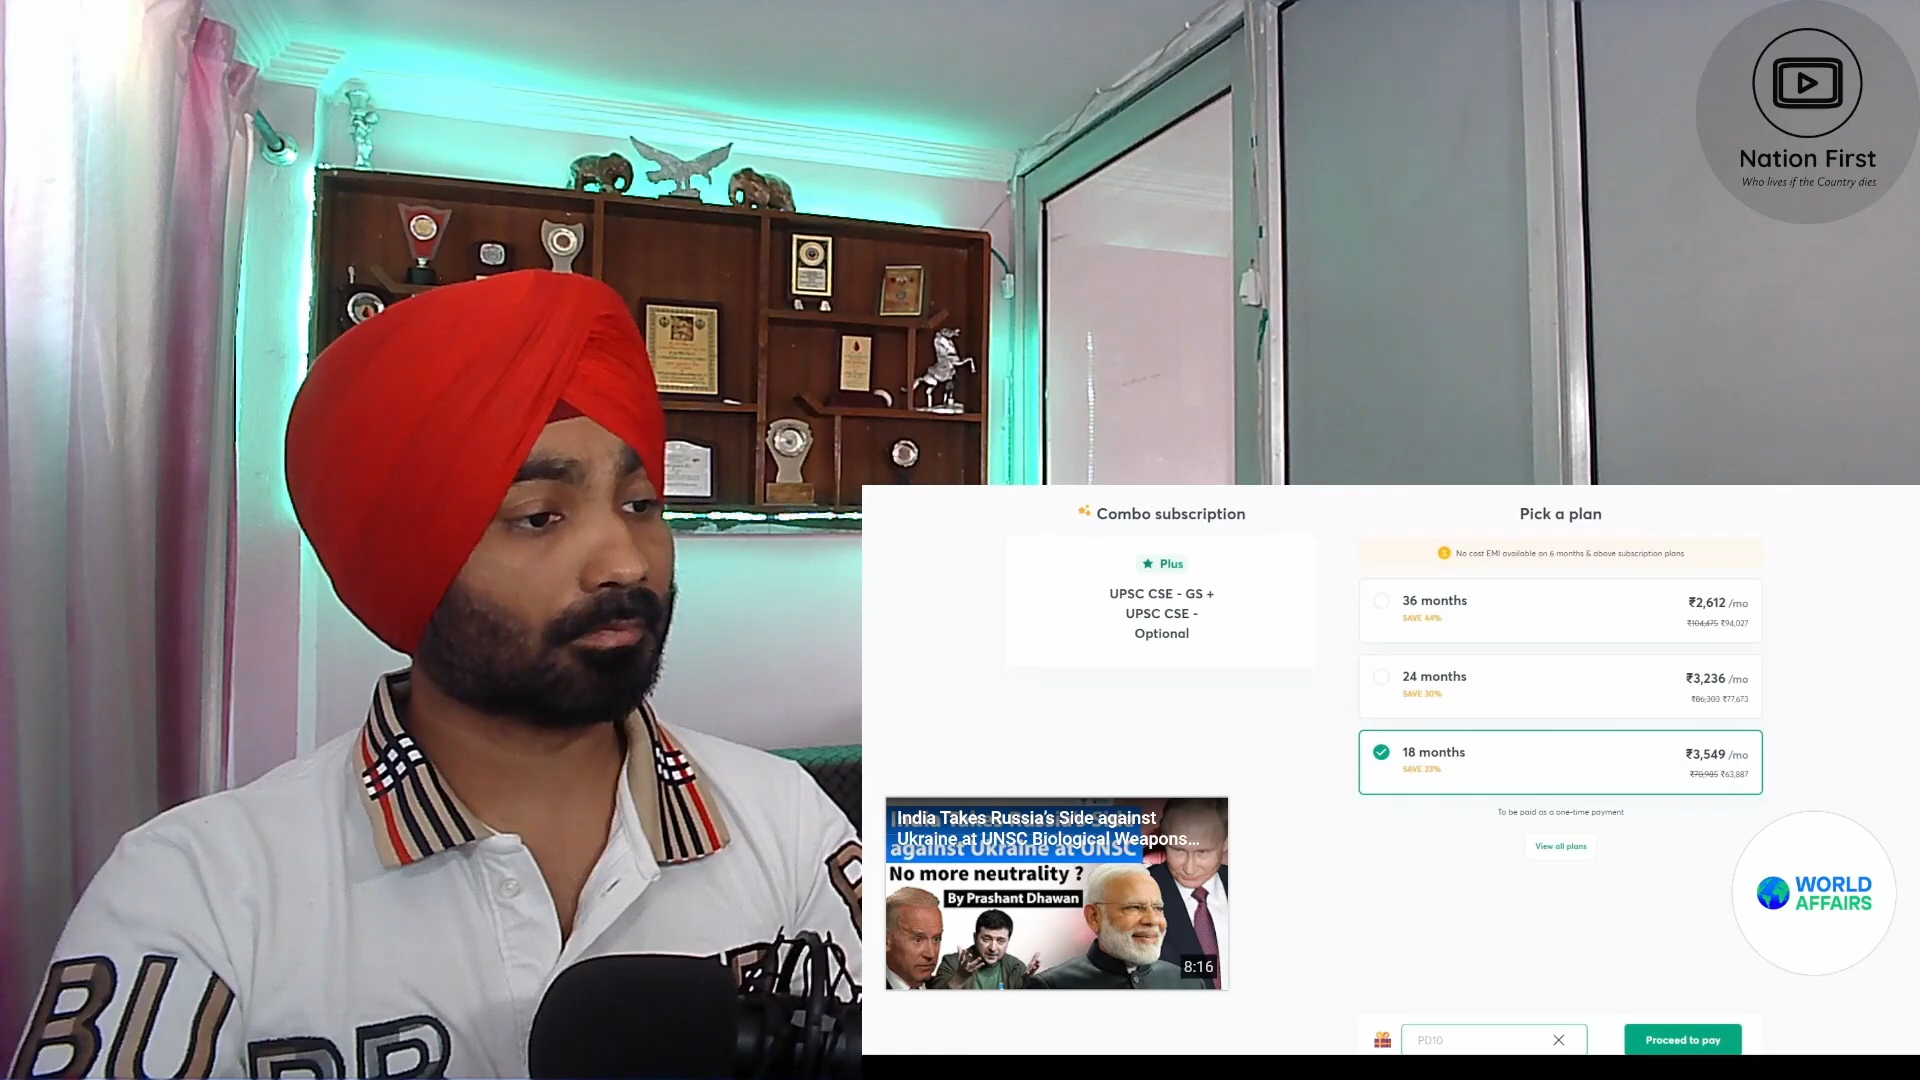 Nation First
Who lives if the Country dies
Combo subscription
Plus
UPSC CSE - GS +
UPSC CSE -
Optional
Pick a plan
No cost EMI available on 6 months & above subscription plans
36 months
SAVE 44%
₹2,612 /mo
₹104,475 ₹94,027
24 months
SAVE 30%
₹3,236 /mo
₹86,303 ₹77,673
18 months
SAVE 23%
₹3,549 /mo
₹70,985 ₹63,887
To be paid as a one-time payment
View all plans
India Takes Russia's Side against
Ukraine at UNSC Biological Weapons...
against Ukraine at UNSC
No more neutrality ?
By Prashant Dhawan
8:16
WORLD
AFFAIRS
PD10
Proceed to pay
BU